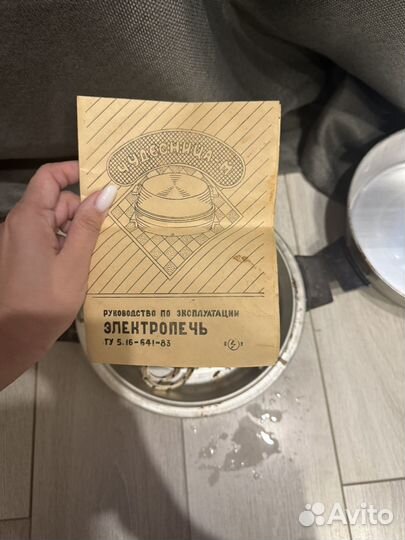 ЧУДЕСНИЦА-М
РУКОВОДСТВО ПО ЭКСПЛУАТАЦИИ
ЭЛЕКТРОПЕЧЬ
ТУ 5.16-641-83
Avito